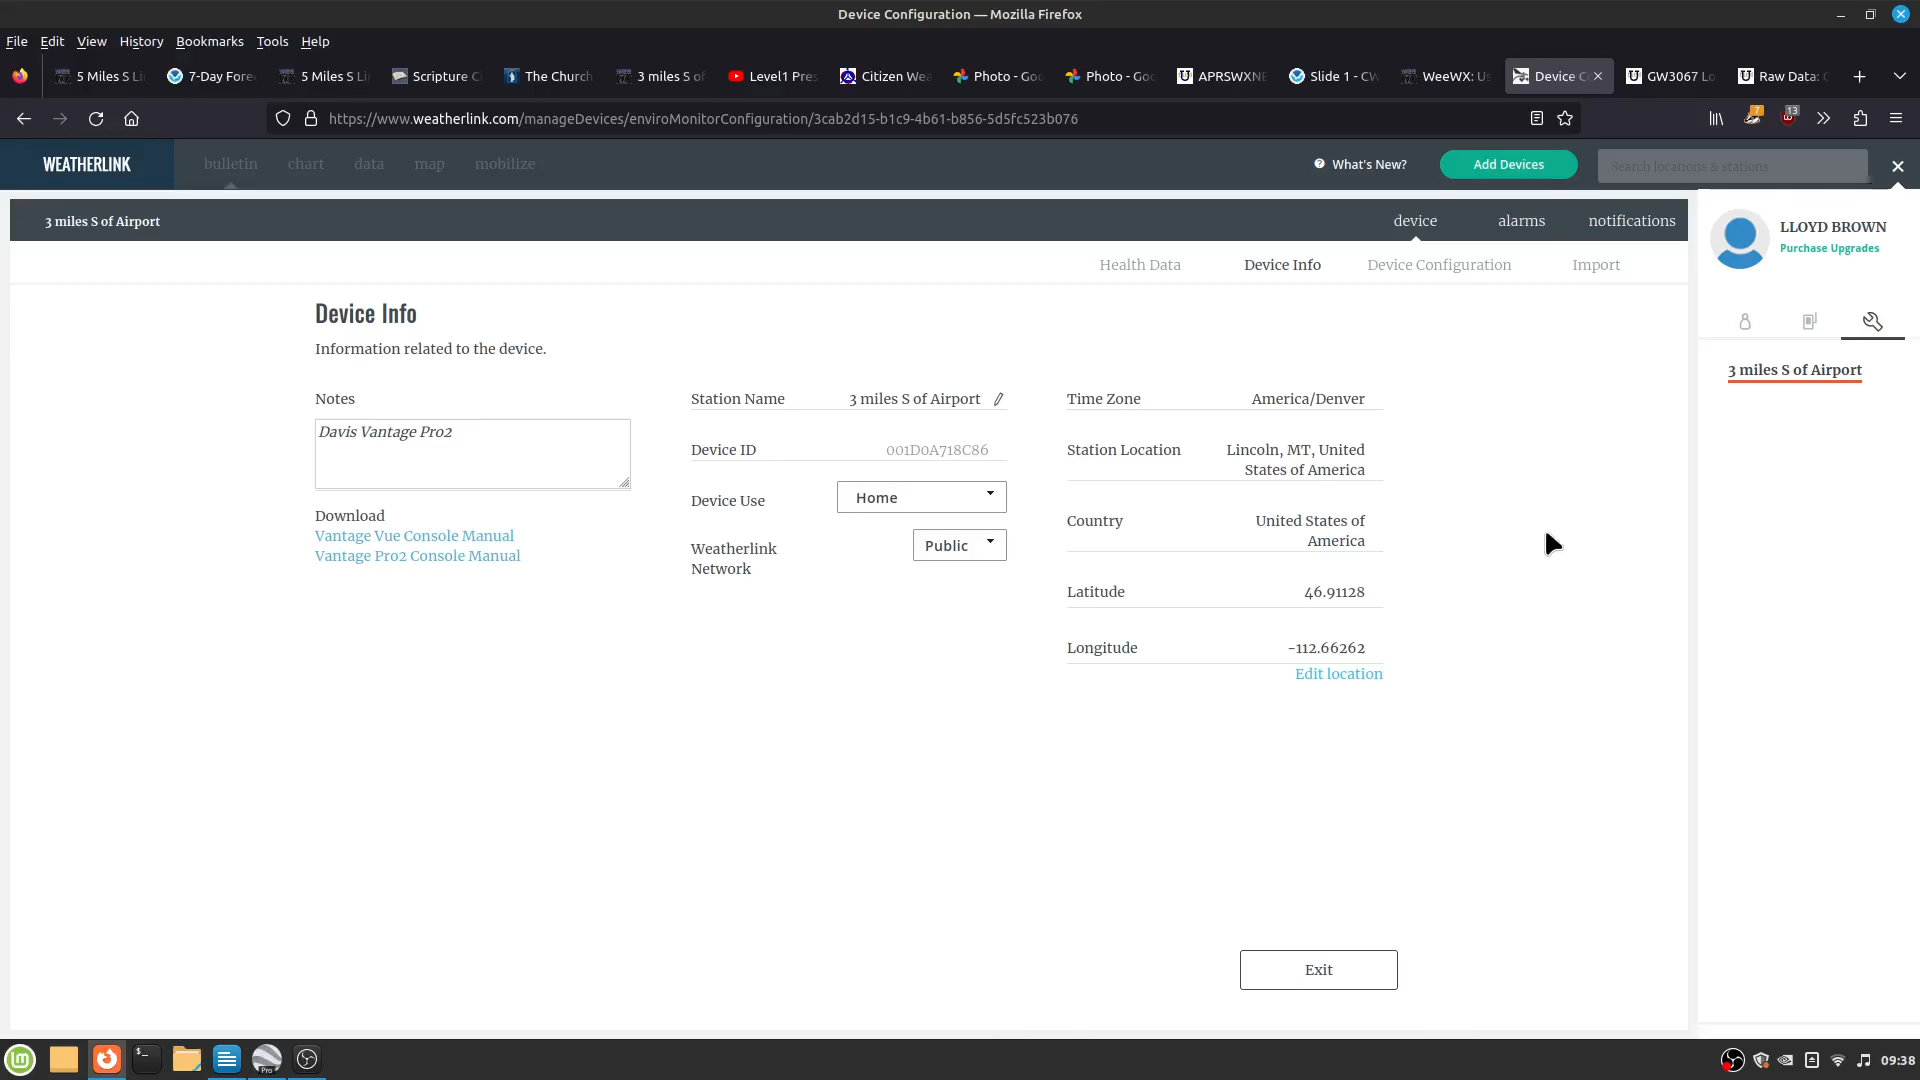 Device Configuration — Mozilla Firefox
File Edit View History Bookmarks Tools Help
5 Miles S Li 7-Day Fore 5 Miles S Li Scripture C The Church 3 miles S of Level1 Pres Citizen Wea Photo - Goo Photo - Goo APRSWXNE Slide 1 - CW WeeWX: Us Device C GW3067 Lo Raw Data: C
https://www.weatherlink.com/manageDevices/enviroMonitorConfiguration/3cab2d15-b1c9-4b61-b856-5d5fc523b076 7 13
WEATHERLINK bulletin chart data map mobilize What's New? Add Devices Search locations & stations
3 miles S of Airport device alarms notifications
LLOYD BROWN
Purchase Upgrades
Health Data Device Info Device Configuration Import
3 miles S of Airport
Device Info
Information related to the device.
Notes
Davis Vantage Pro2
Download
Vantage Vue Console Manual
Vantage Pro2 Console Manual
Station Name 3 miles S of Airport
Device ID 001D0A718C86
Device Use Home
Weatherlink Public
Network
Time Zone America/Denver
Station Location Lincoln, MT, United
States of America
Country United States of
America
Latitude 46.91128
Longitude -112.66262
Edit location
Exit
Pro
09:38